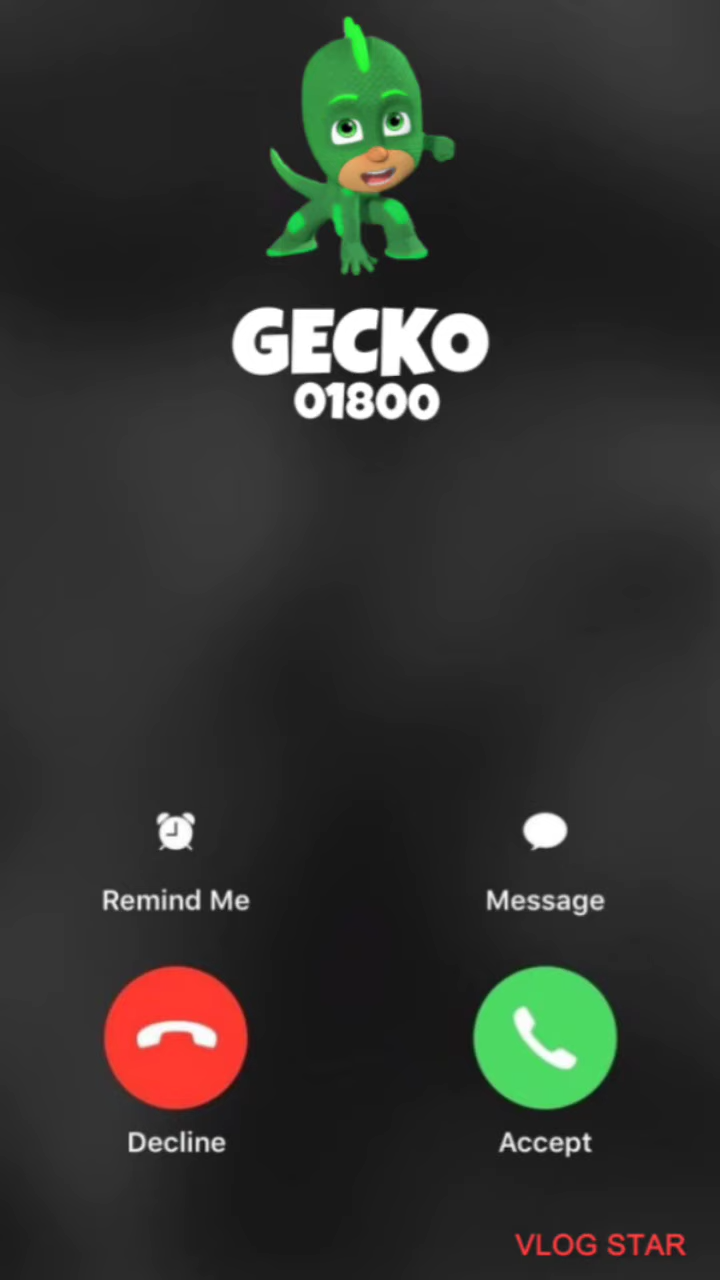 GECKO
01800
Remind Me
Message
Decline
Accept
VLOG STAR